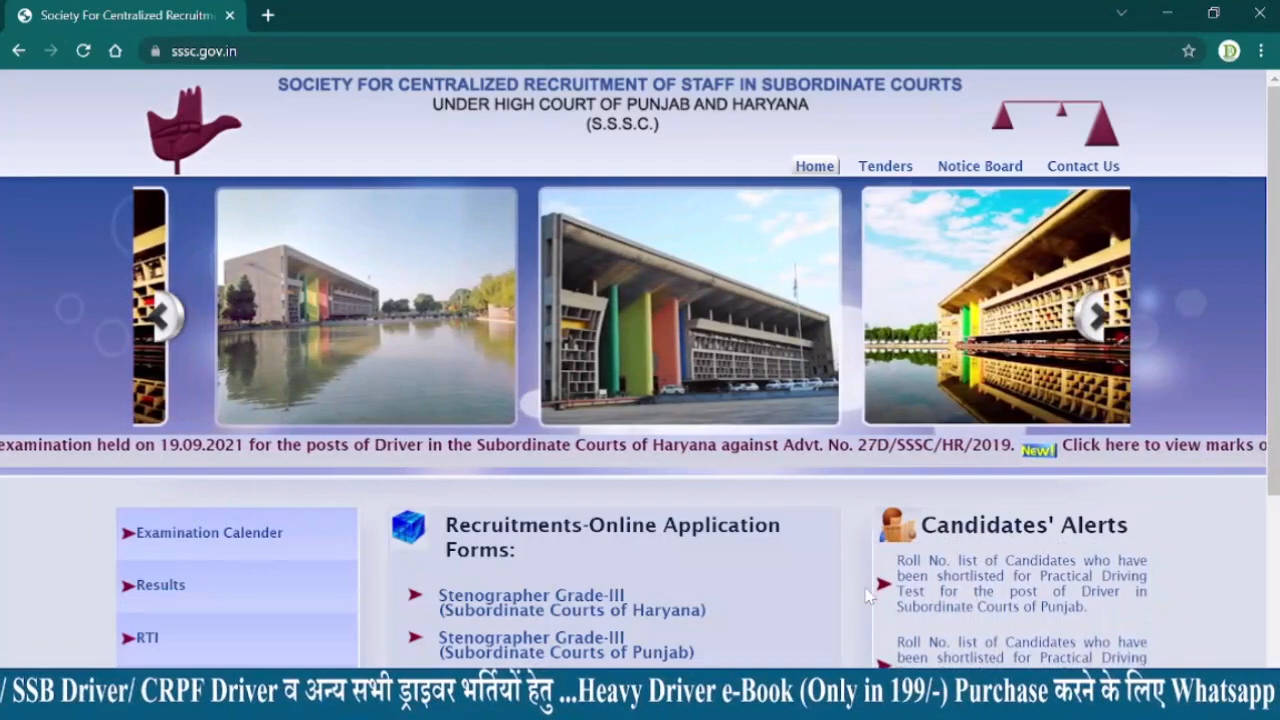 Society For Centralized Recruitm
sssc.gov.in
D
SOCIETY FOR CENTRALIZED RECRUITMENT OF STAFF IN SUBORDINATE COURTS
UNDER HIGH COURT OF PUNJAB AND HARYANA
(S.S.S.C.)
Home Tenders Notice Board Contact Us
examination held on 19.09.2021 for the posts of Driver in the Subordinate Courts of Haryana against Advt. No. 27D/SSSC/HR/2019. New! Click here to view marks o
Examination Calender
Results
RTI
Recruitments-Online Application
Forms:
Stenographer Grade-III
(Subordinate Courts of Haryana)
Stenographer Grade-III
(Subordinate Courts of Punjab)
Candidates' Alerts
Roll No. list of Candidates who have
been shortlisted for Practical Driving
Test for the post of Driver in
Subordinate Courts of Punjab.
Roll No. list of Candidates who have
been shortlisted for Practical Driving
/ SSB Driver/ CRPF Driver व अन्य सभी ड्राइवर भर्तियों हेतु ...Heavy Driver e-Book (Only in 199/-) Purchase करने के लिए Whatsapp